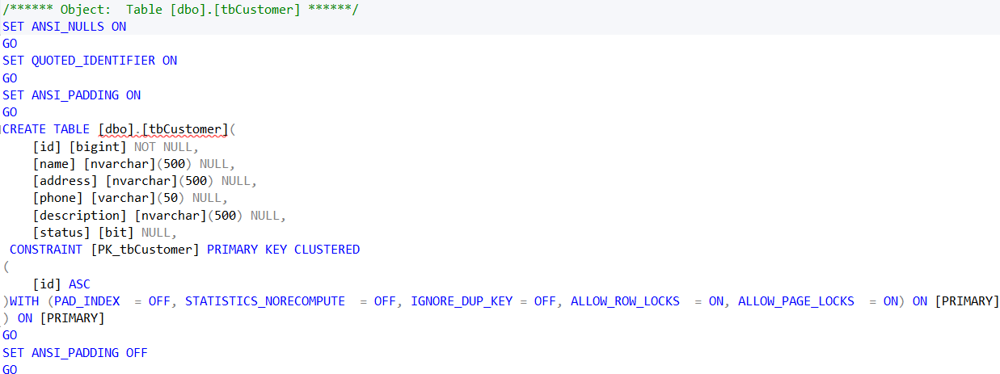 /****** Object:  Table [dbo].[tbCustomer] ******/
SET ANSI_NULLS ON
GO
SET QUOTED_IDENTIFIER ON
GO
SET ANSI_PADDING ON
GO
CREATE TABLE [dbo].[tbCustomer](
    [id] [bigint] NOT NULL,
    [name] [nvarchar](500) NULL,
    [address] [nvarchar](500) NULL,
    [phone] [varchar](50) NULL,
    [description] [nvarchar](500) NULL,
    [status] [bit] NULL,
 CONSTRAINT [PK_tbCustomer] PRIMARY KEY CLUSTERED
(
    [id] ASC
)WITH (PAD_INDEX  = OFF, STATISTICS_NORECOMPUTE  = OFF, IGNORE_DUP_KEY = OFF, ALLOW_ROW_LOCKS  = ON, ALLOW_PAGE_LOCKS  = ON) ON [PRIMARY]
) ON [PRIMARY]
GO
SET ANSI_PADDING OFF
GO